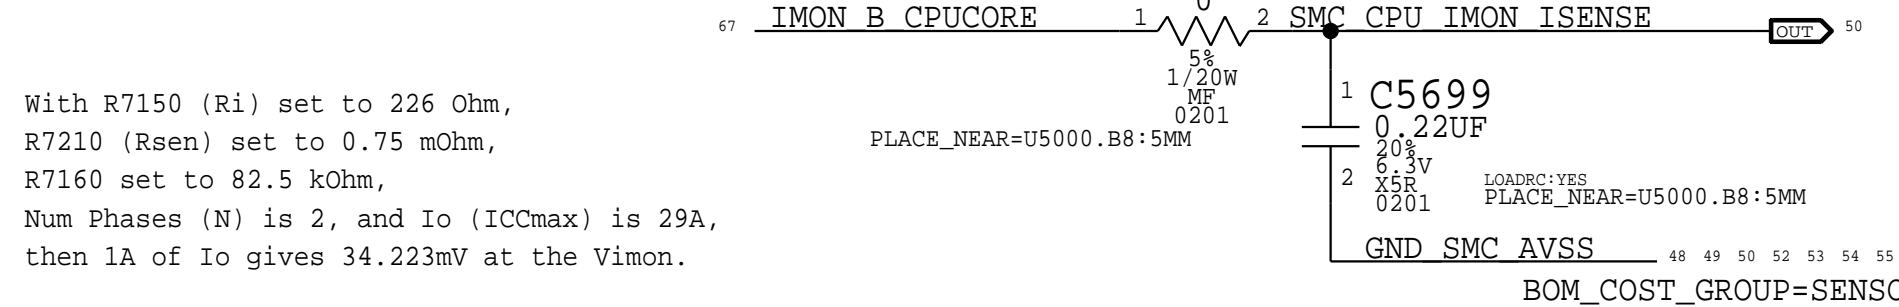 67 IMON_B_CPUCORE 1 2 SMC_CPU_IMON_ISENSE OUT 50
5%
1/20W
MF
0201
PLACE_NEAR=U5000.B8:5MM
With R7150 (Ri) set to 226 Ohm,
R7210 (Rsen) set to 0.75 mOhm,
R7160 set to 82.5 kOhm,
Num Phases (N) is 2, and Io (ICCmax) is 29A,
then 1A of Io gives 34.223mV at the Vimon.
1 C5699
0.22UF
20%
6.3V
2 X5R
0201
LOADRC:YES
PLACE_NEAR=U5000.B8:5MM
GND_SMC_AVSS 48 49 50 52 53 54 55
BOM_COST_GROUP=SENSO